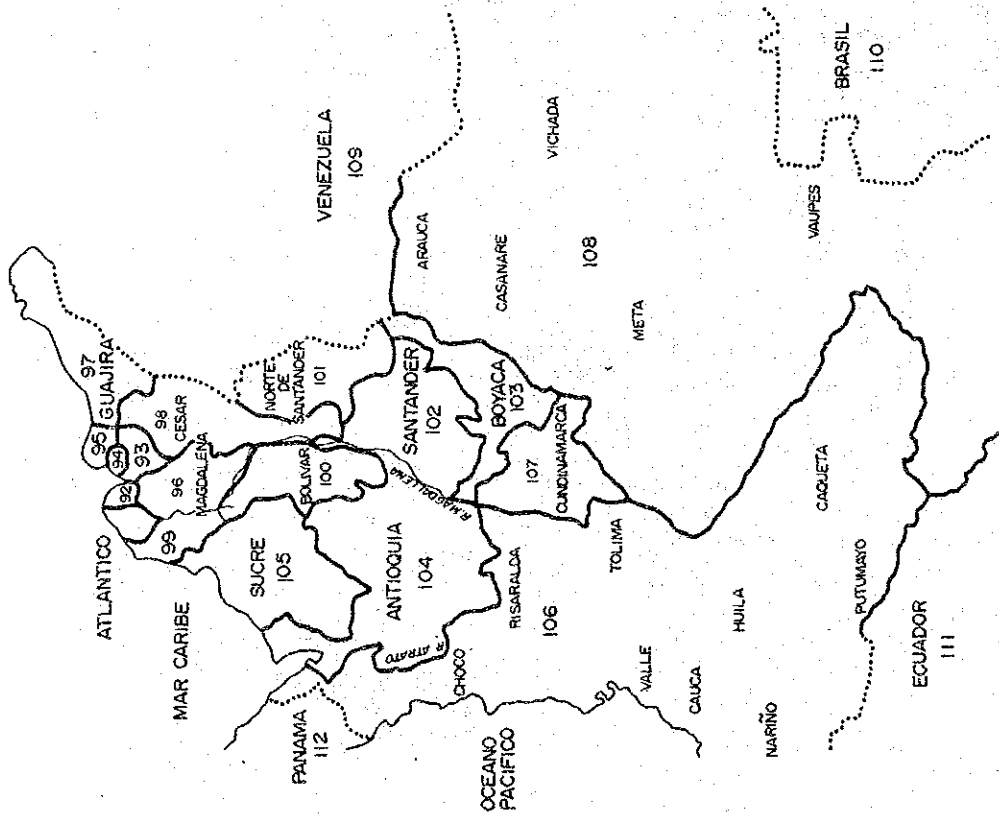 ATLANTICO
MAR CARIBE
95
97
GUAJIRA
94
92
93
98
CESAR
96
MAGDALENA
99
VENEZUELA
109
NORTE.
DE
SANTANDER
101
BOLIVAR
100
SUCRE
105
PANAMA
112
ANTIOQUIA
104
R. ATRATO
R. MAGDALENA
SANTANDER
102
ARAUCA
CASANARE
VICHADA
BOYACA
103
CHOCO
OCEANO
PACIFICO
RISARALDA
106
107
CUNDINAMARCA
108
META
TOLIMA
VALLE
CAUCA
HUILA
NARIÑO
CAQUETA
PUTUMAYO
VAUPES
BRASIL
110
ECUADOR
111